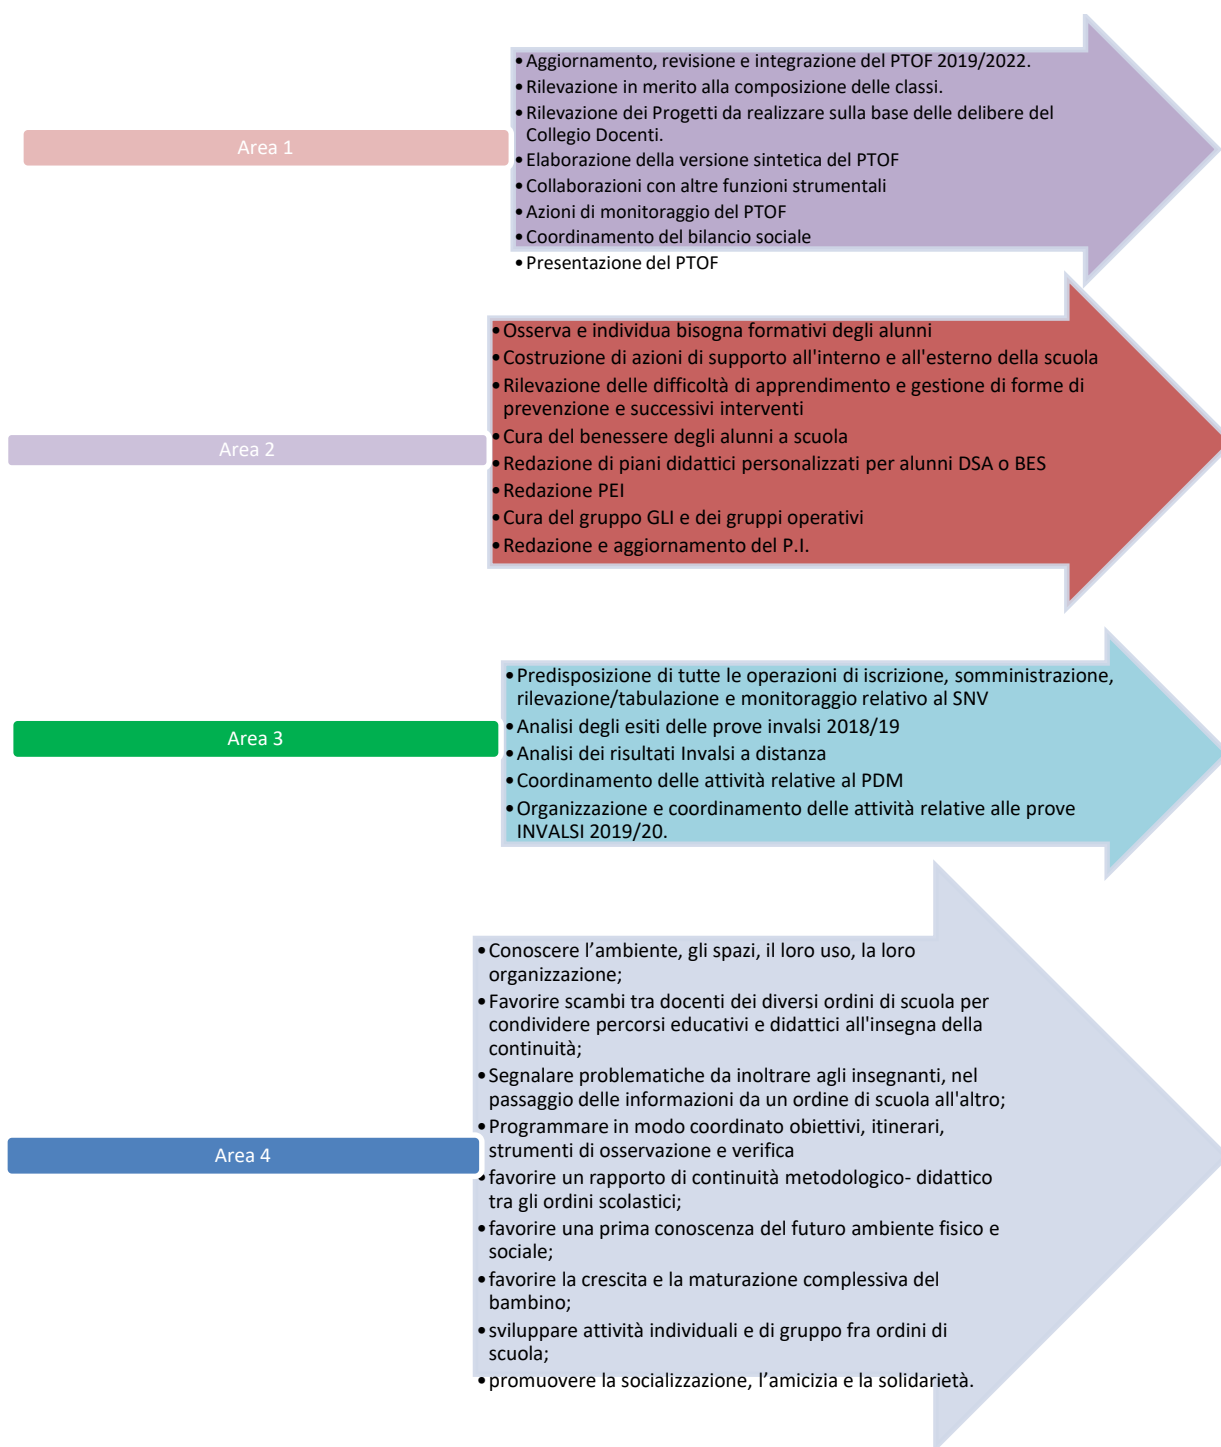 Area 1
•Aggiornamento, revisione e integrazione del PTOF 2019/2022.
•Rilevazione in merito alla composizione delle classi.
•Rilevazione dei Progetti da realizzare sulla base delle delibere del
Collegio Docenti.
•Elaborazione della versione sintetica del PTOF
•Collaborazioni con altre funzioni strumentali
•Azioni di monitoraggio del PTOF
•Coordinamento del bilancio sociale
•Presentazione del PTOF
Area 2
•Osserva e individua bisogna formativi degli alunni
•Costruzione di azioni di supporto all'interno e all'esterno della scuola
•Rilevazione delle difficoltà di apprendimento e gestione di forme di
prevenzione e successivi interventi
•Cura del benessere degli alunni a scuola
•Redazione di piani didattici personalizzati per alunni DSA o BES
•Redazione PEI
•Cura del gruppo GLI e dei gruppi operativi
•Redazione e aggiornamento del P.I.
Area 3
•Predisposizione di tutte le operazioni di iscrizione, somministrazione,
rilevazione/tabulazione e monitoraggio relativo al SNV
•Analisi degli esiti delle prove invalsi 2018/19
•Analisi dei risultati Invalsi a distanza
•Coordinamento delle attività relative al PDM
•Organizzazione e coordinamento delle attività relative alle prove
INVALSI 2019/20.
Area 4
•Conoscere l’ambiente, gli spazi, il loro uso, la loro
organizzazione;
•Favorire scambi tra docenti dei diversi ordini di scuola per
condividere percorsi educativi e didattici all'insegna della
continuità;
•Segnalare problematiche da inoltrare agli insegnanti, nel
passaggio delle informazioni da un ordine di scuola all'altro;
•Programmare in modo coordinato obiettivi, itinerari,
strumenti di osservazione e verifica
•favorire un rapporto di continuità metodologico- didattico
tra gli ordini scolastici;
•favorire una prima conoscenza del futuro ambiente fisico e
sociale;
•favorire la crescita e la maturazione complessiva del
bambino;
•sviluppare attività individuali e di gruppo fra ordini di
scuola;
•promuovere la socializzazione, l’amicizia e la solidarietà.